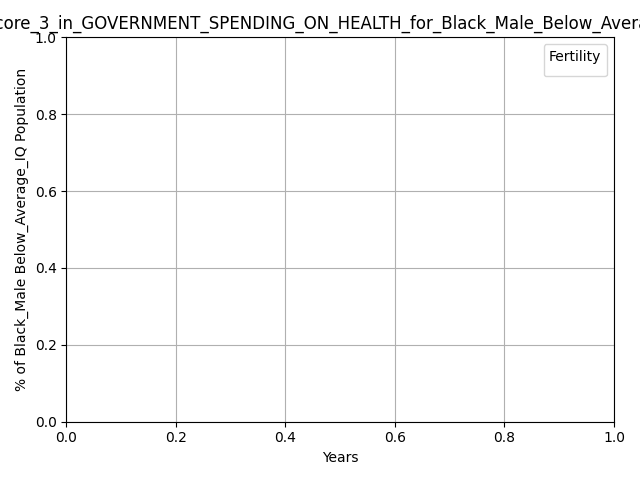 core_3_in_GOVERNMENT_SPENDING_ON_HEALTH_for_Black_Male_Below_Avera
Fertility
% of Black_Male Below_Average_IQ Population
1.0
0.8
0.6
0.4
0.2
0.0
0.0 0.2 0.4 0.6 0.8 1.0
Years